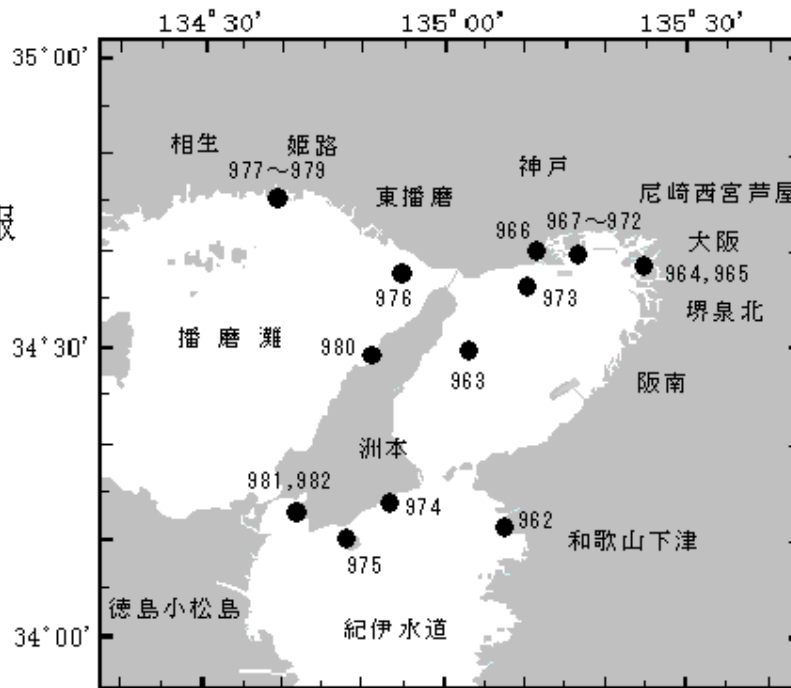 134°30' 135°00' 135°30'
35°00'
相生 姫路
977～979
神戸
東播磨
尼崎西宮芦屋
967～972
966
大阪
964,965
報
976
973
堺泉北
播磨灘
980
34°30'
963
阪南
洲本
981,982
974
962
和歌山下津
975
徳島小松島
紀伊水道
34°00'